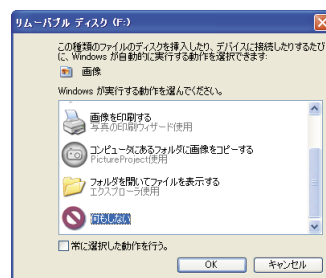 リムーバブル ディスク (F:)
この種類のファイルのディスクを挿入したり、デバイスに接続したりするたび
に、Windows が自動的に実行する動作を選択できます:
画像
Windows が実行する動作を選んでください。
画像を印刷する
写真の印刷ウィザード使用
コンピュータにあるフォルダに画像をコピーする
PictureProject使用
フォルダを開いてファイルを表示する
エクスプローラ使用
何もしない
常に選択した動作を行う。
OK
キャンセル